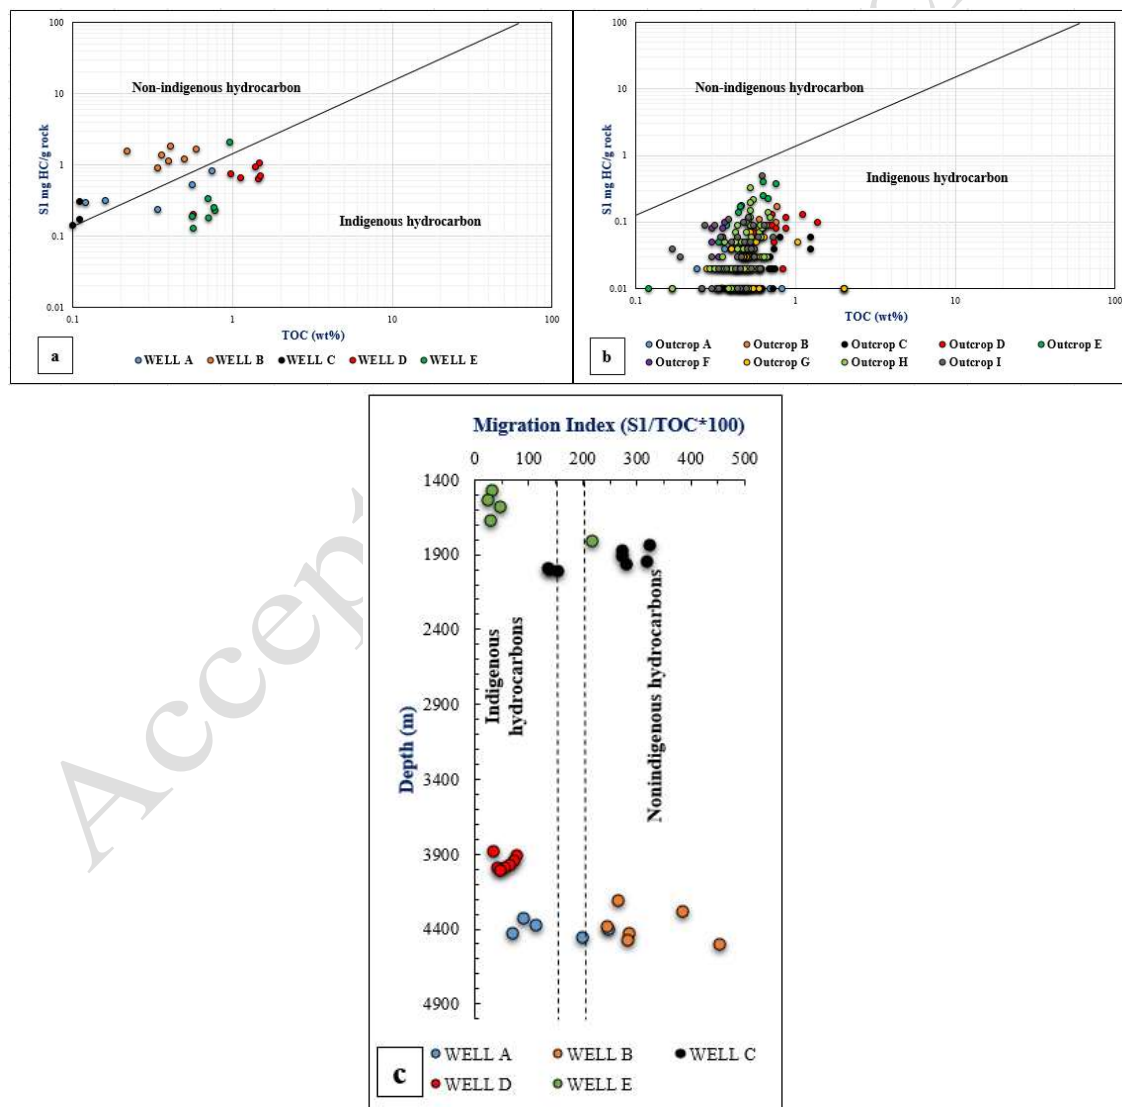 Non-indigenous hydrocarbon
Indigenous hydrocarbon
S1 mg HC/g rock
100
10
1
0.1
0.01
0.1
1
10
100
TOC (wt%)
a
WELL A
WELL B
WELL C
WELL D
WELL E
Non-indigenous hydrocarbon
Indigenous hydrocarbon
S1 mg HC/g rock
100
10
1
0.1
0.01
0.1
1
10
100
TOC (wt%)
b
Outcrop A
Outcrop B
Outcrop C
Outcrop D
Outcrop E
Outcrop F
Outcrop G
Outcrop H
Outcrop I
Migration Index (S1/TOC*100)
0
100
200
300
400
500
1400
1900
2400
2900
3400
3900
4400
4900
Depth (m)
Indigenous
hydrocarbons
Nonindigenous hydrocarbons
c
WELL A
WELL B
WELL C
WELL D
WELL E
Accep